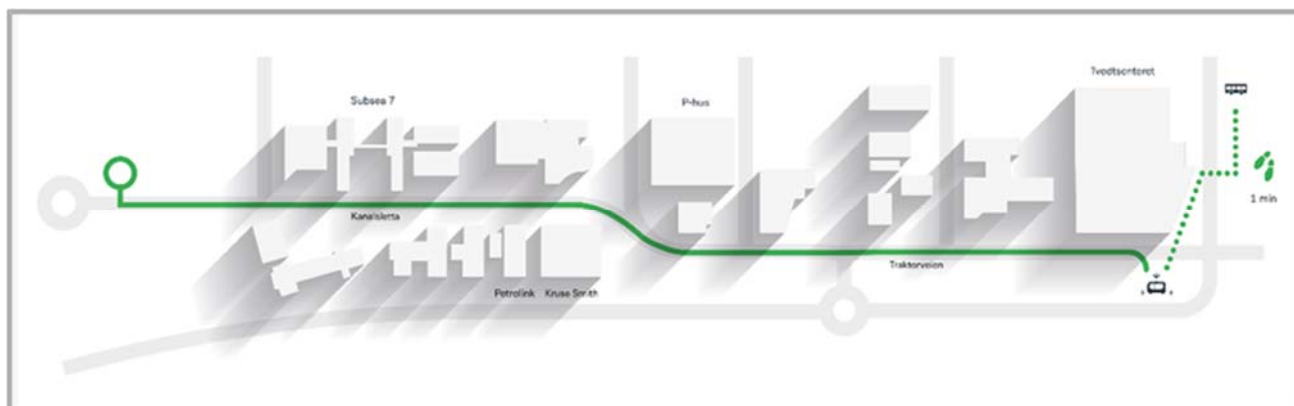 Tvedtsenteret
Subsea 7
P-hus
1 min
Kanalsletta
Traktorveien
Petrolink Kruse Smith